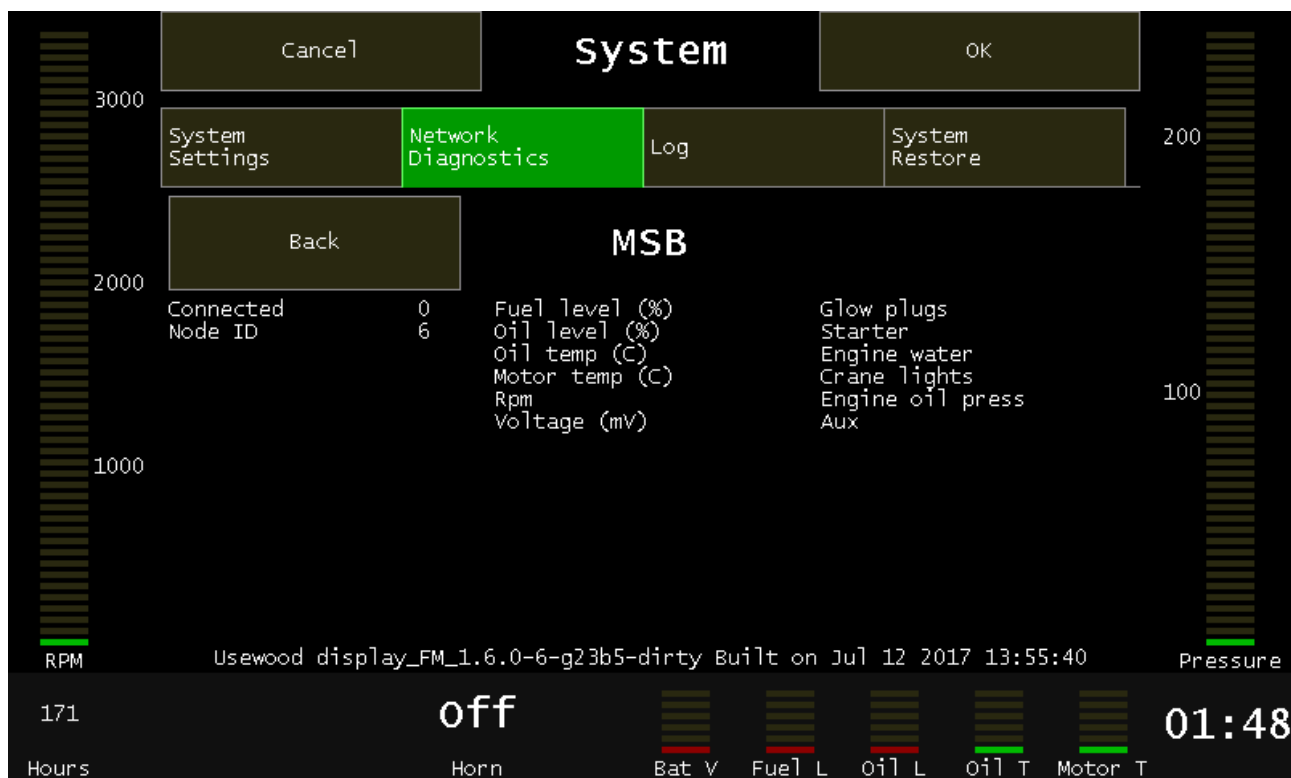 Cancel System OK
3000
System Settings
Network Diagnostics
Log
System Restore
200
Back MSB
2000
Connected 0 Fuel level (%) Glow plugs
Node ID 6 Oil level (%) Starter
Oil temp (C) Engine water
Motor temp (C) Crane lights
Rpm Engine oil press
100
Voltage (mV) Aux
1000
Usewood display_FM_1.6.0-6-g23b5-dirty Built on Jul 12 2017 13:55:40
RPM Pressure
171 Off 01:48
Hours Horn Bat V Fuel L Oil L Oil T Motor T